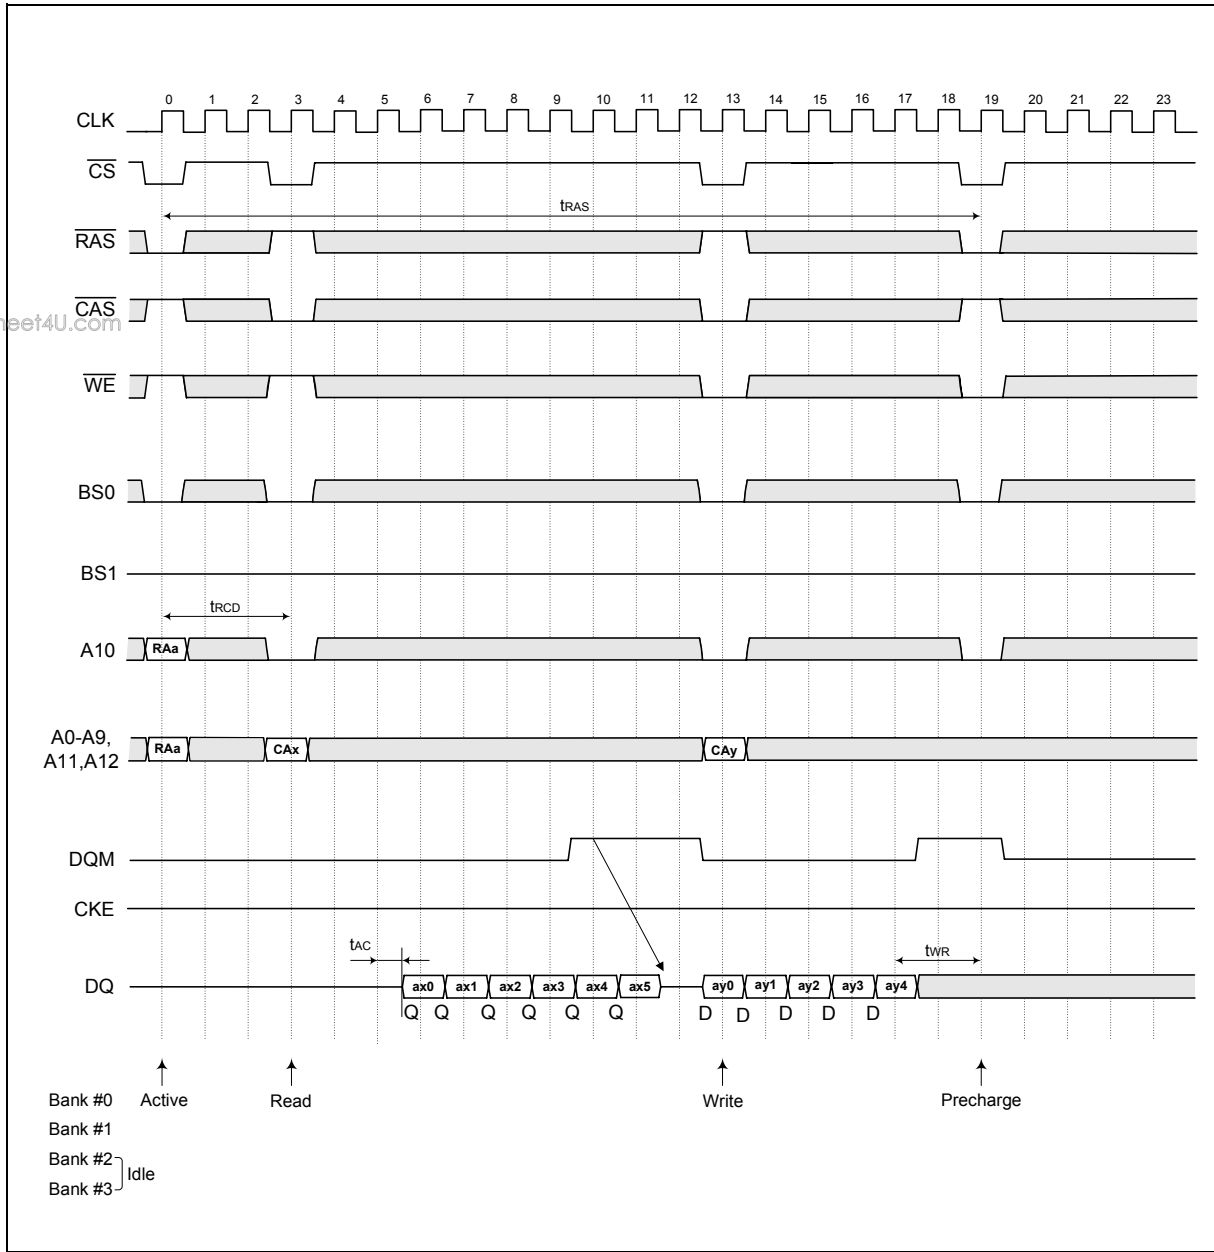 0 1 2 3 4 5 6 7 8 9 10 11 12 13 14 15 16 17 18 19 20 21 22 23
CLK
CS
tRAS
RAS
CAS
neet4U.com
WE
BS0
BS1
tRCD
A10 RAa
A0-A9,
A11,A12 RAa CAx CAy
DQM
CKE
tAC tWR
DQ ax0 ax1 ax2 ax3 ax4 ax5 ay0 ay1 ay2 ay3 ay4
Q Q Q Q Q Q D D D D D
Bank #0 Active Read Write Precharge
Bank #1
Bank #2
Idle
Bank #3